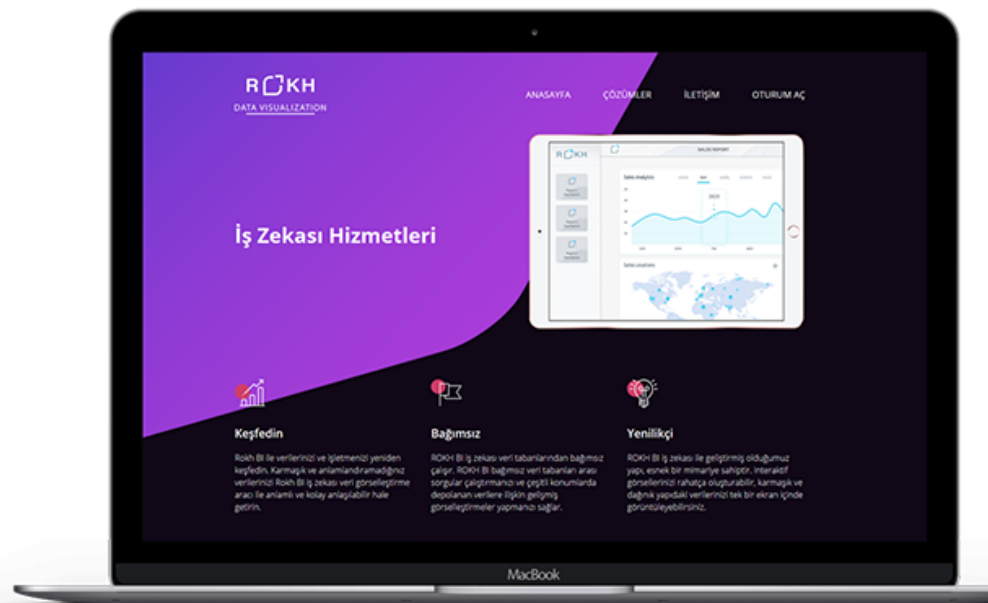 ROKH
DATA VISUALIZATION
ANASAYFA
ÇÖZÜMLER
İLETİŞİM
OTURUM AÇ
ROKH
SALES REPORT
Sales Analytics
Sales Locations
İş Zekası Hizmetleri
Keşfedin
Rokh BI ile verilerinizi ve işletmenizi yeniden
keşfedin. Karmaşık ve anlamlandıramadığınız
verilerinizi Rokh BI iş zekası veri görselleştirme
aracı ile anlamlı ve kolay anlaşılabilir hale
getirin.
Bağımsız
ROKH BI iş zekası veri tabanlarından bağımsız
çalışır. ROKH BI bağımsız veri tabanları arası
sorgular çalıştırmanızı ve çeşitli konumlarda
depolanan verilere ilişkin gelişmiş
görselleştirmeler yapmanızı sağlar.
Yenilikçi
ROKH BI iş zekası ile geliştirmiş olduğumuz
yapı, esnek bir mimariye sahiptir. İnteraktif
görsellerinizi rahatça oluşturabilir, karmaşık ve
dağınık yapıdaki verilerinizi tek bir ekran içinde
görüntüleyebilirsiniz.
MacBook